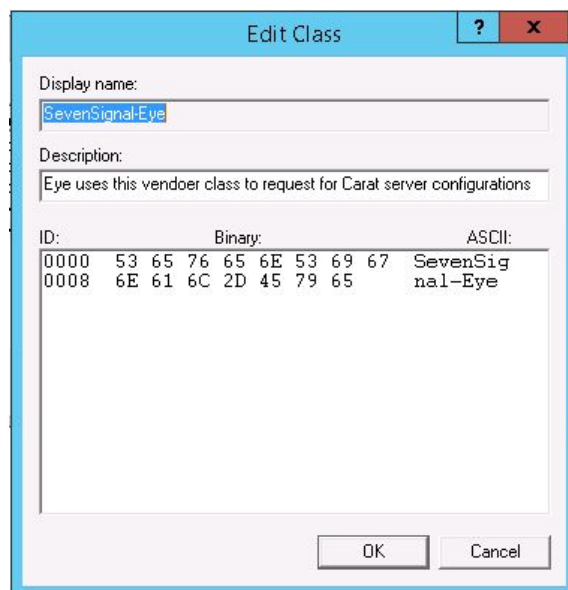 Edit Class
?
x
Display name:
SevenSignal-Eye
Description:
Eye uses this vendoer class to request for Carat server configurations
ID: Binary: ASCII:
0000 53 65 76 65 6E 53 69 67 SevenSig
0008 6E 61 6C 2D 45 79 65 nal-Eye
OK Cancel